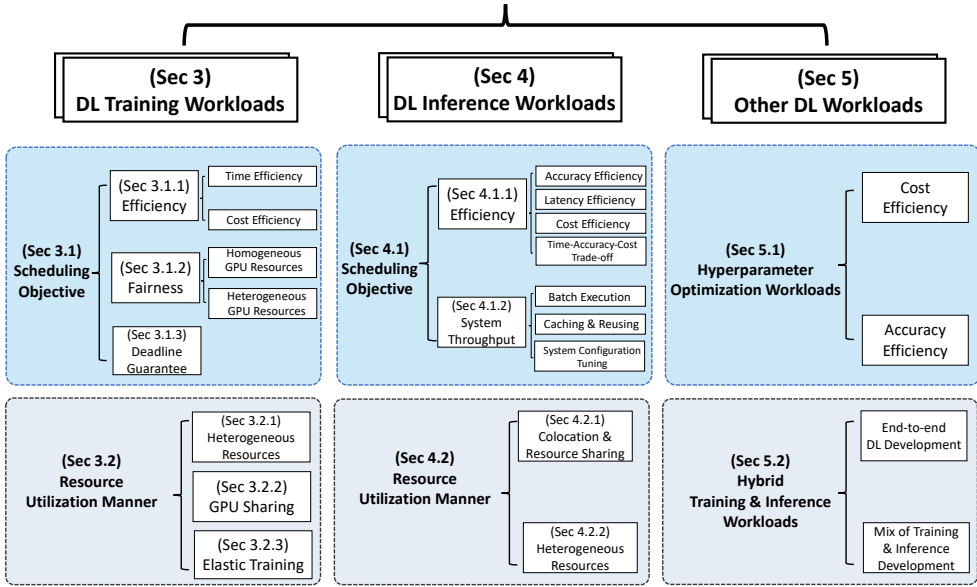 (Sec 3)
DL Training Workloads
(Sec 4)
DL Inference Workloads
(Sec 5)
Other DL Workloads
(Sec 3.1)
Scheduling
Objective
(Sec 3.1.1)
Efficiency
Time Efficiency
Cost Efficiency
(Sec 3.1.2)
Fairness
Homogeneous
GPU Resources
Heterogeneous
GPU Resources
(Sec 3.1.3)
Deadline
Guarantee
(Sec 4.1)
Scheduling
Objective
(Sec 4.1.1)
Efficiency
Accuracy Efficiency
Latency Efficiency
Cost Efficiency
Time-Accuracy-Cost
Trade-off
(Sec 4.1.2)
System
Throughput
Batch Execution
Caching & Reusing
System Configuration
Tuning
(Sec 5.1)
Hyperparameter
Optimization Workloads
Cost
Efficiency
Accuracy
Efficiency
(Sec 3.2)
Resource
Utilization Manner
(Sec 3.2.1)
Heterogeneous
Resources
(Sec 3.2.2)
GPU Sharing
(Sec 3.2.3)
Elastic Training
(Sec 4.2)
Resource
Utilization Manner
(Sec 4.2.1)
Colocation &
Resource Sharing
(Sec 4.2.2)
Heterogeneous
Resources
(Sec 5.2)
Hybrid
Training & Inference
Workloads
End-to-end
DL Development
Mix of Training
& Inference
Development